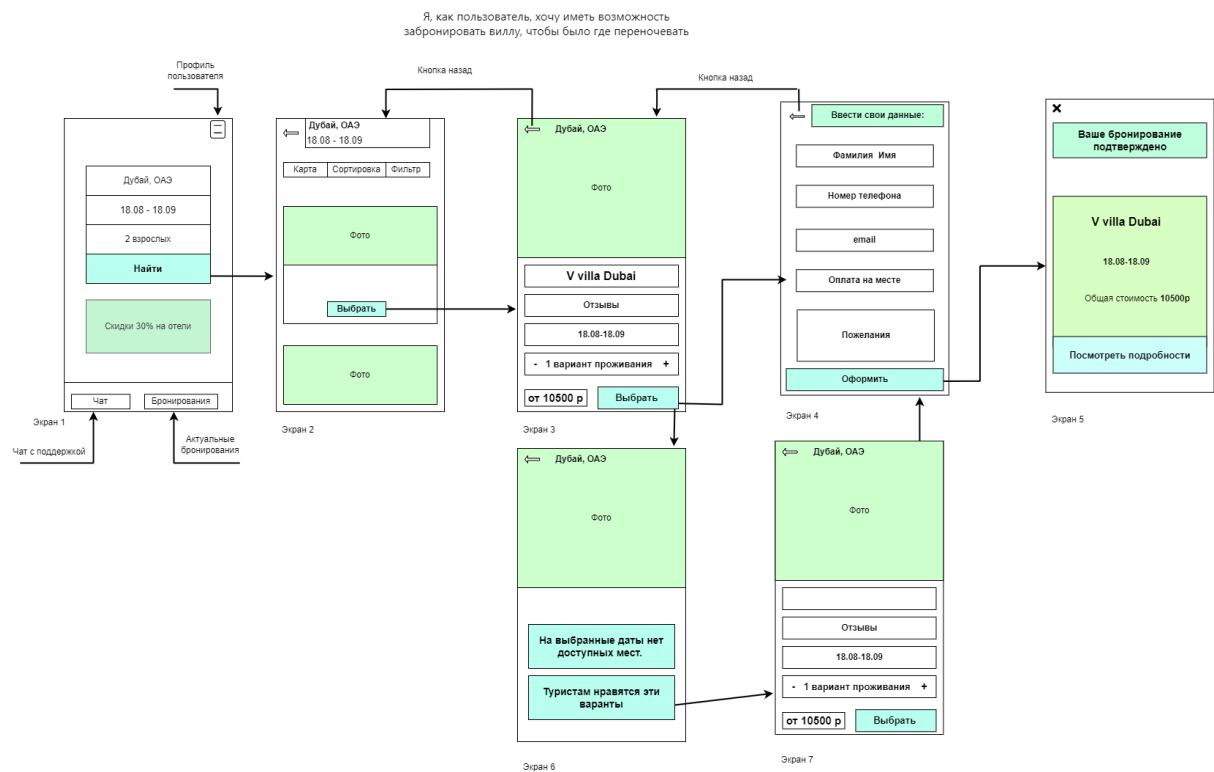 Я, как пользователь, хочу иметь возможность
забронировать виллу, чтобы было где переночевать
Профиль
пользователя
Дубай, ОАЭ
18.08 - 18.09
2 взрослых
Найти
Скидки 30% на отели
Чат
Бронирования
Экран 1
Чат с поддержкой
Актуальные
бронирования
Кнопка назад
Дубай, ОАЭ
18.08 - 18.09
Карта
Сортировка
Фильтр
Фото
Выбрать
Фото
Экран 2
Кнопка назад
Дубай, ОАЭ
Фото
V villa Dubai
Отзывы
18.08-18.09
- 1 вариант проживания +
от 10500 р
Выбрать
Экран 3
Ввести свои данные:
Фамилия Имя
Номер телефона
email
Оплата на месте
Пожелания
Оформить
Экран 4
Ваше бронирование
подтверждено
V villa Dubai
18.08-18.09
Общая стоимость 10500р
Посмотреть подробности
Экран 5
Дубай, ОАЭ
Фото
На выбранные даты нет
доступных мест.
Туристам нравятся эти
варанты
Экран 6
Дубай, ОАЭ
Фото
Отзывы
18.08-18.09
- 1 вариант проживания +
от 10500 р
Выбрать
Экран 7